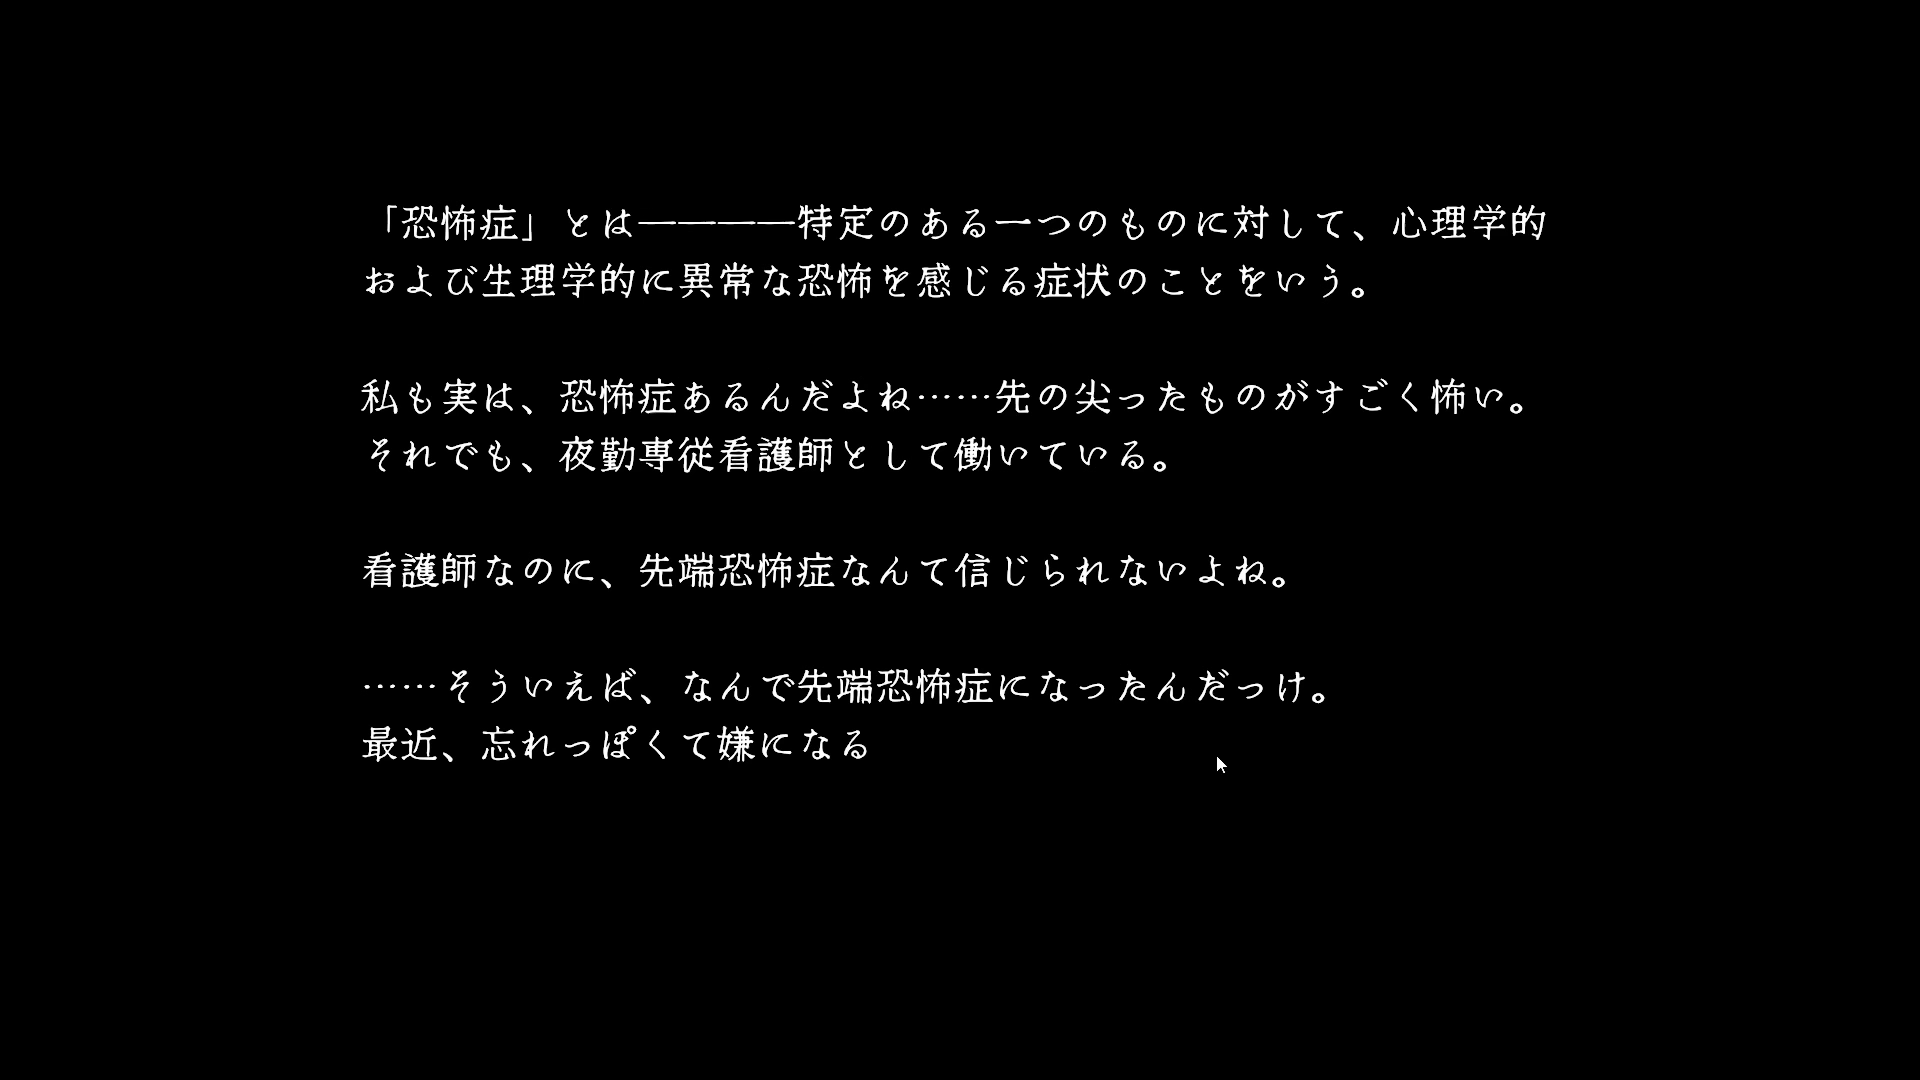 「恐怖症」とは————特定のある一つのものに対して、心理学的
および生理学的に異常な恐怖を感じる症状のことをいう。
私も実は、恐怖症あるんだよね……先の尖ったものがすごく怖い。
それでも、夜勤専従看護師として働いている。
看護師なのに、先端恐怖症なんて信じられないよね。
……そういえば、なんで先端恐怖症になったんだっけ。
最近、忘れっぽくて嫌になる